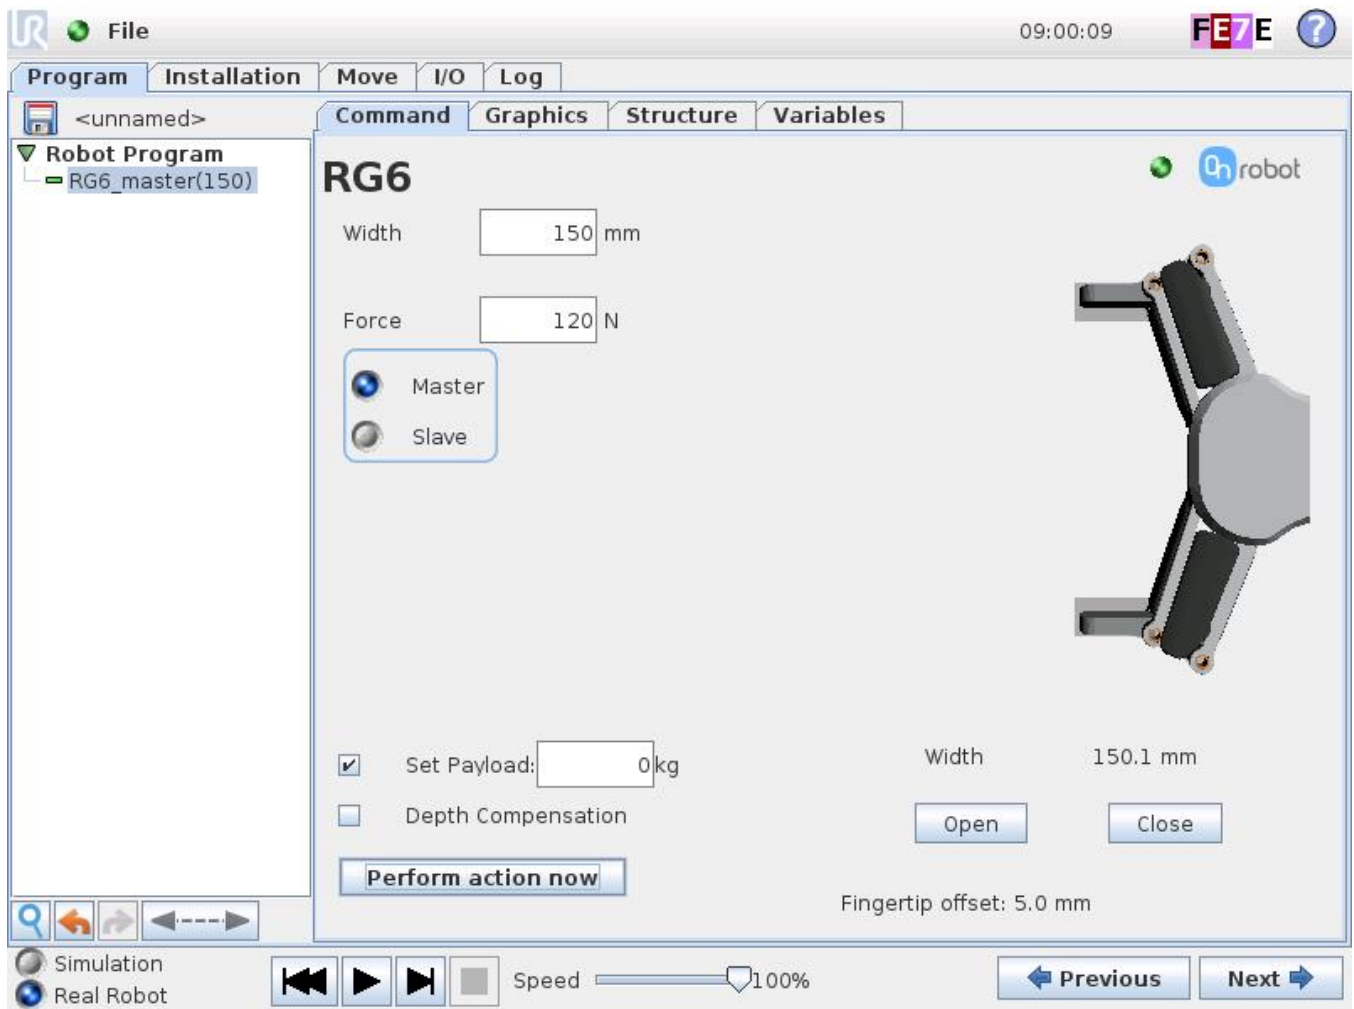 UR File 09:00:09 FE7E ?
Program Installation Move I/O Log
<unnamed> Command Graphics Structure Variables
Robot Program
RG6_master(150)
RG6
On robot
Width 150 mm
Force 120 N
Master
Slave
Set Payload: 0 kg
Width 150.1 mm
Depth Compensation
Open Close
Perform action now
Fingertip offset: 5.0 mm
Simulation
Real Robot
Speed 100%
Previous Next